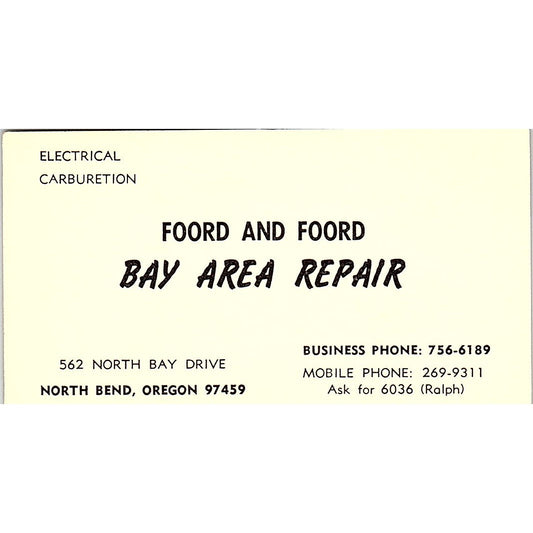 ELECTRICAL
CARBURETION
FOORD AND FOORD
BAY AREA REPAIR
562 NORTH BAY DRIVE
NORTH BEND, OREGON 97459
BUSINESS PHONE: 756-6189
MOBILE PHONE: 269-9311
Ask for 6036 (Ralph)